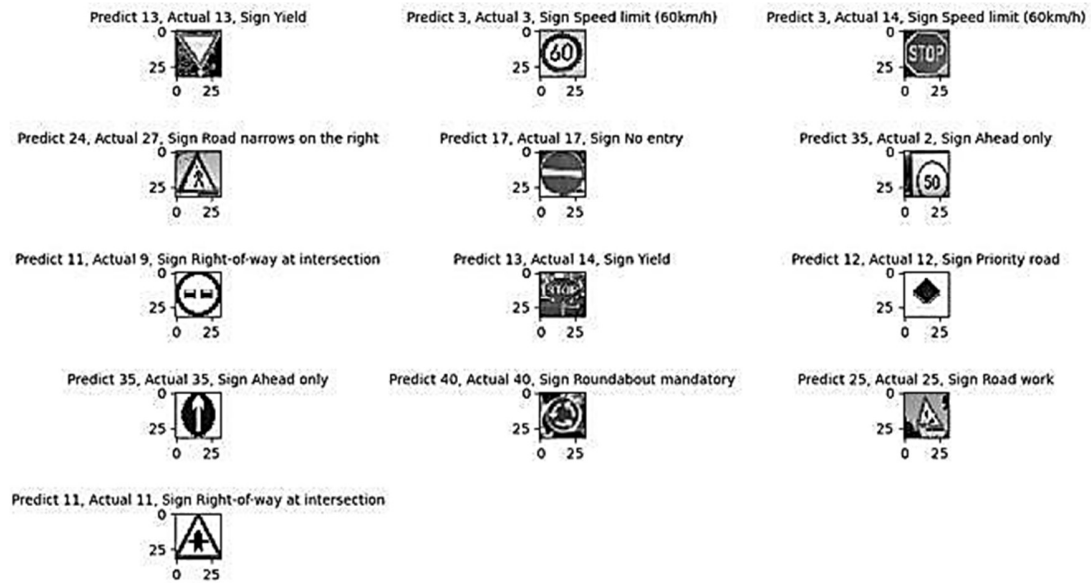 Predict 13, Actual 13, Sign Yield
0
25
0 25
Predict 3, Actual 3, Sign Speed limit (60km/h)
0
60
25
0 25
Predict 3, Actual 14, Sign Speed limit (60km/h)
0
STOP
25
0 25
Predict 24, Actual 27, Sign Road narrows on the right
0
25
0 25
Predict 17, Actual 17, Sign No entry
0
25
0 25
Predict 35, Actual 2, Sign Ahead only
0
50
25
0 25
Predict 11, Actual 9, Sign Right-of-way at intersection
0
25
0 25
Predict 13, Actual 14, Sign Yield
0
STOP
25
0 25
Predict 12, Actual 12, Sign Priority road
0
25
0 25
Predict 35, Actual 35, Sign Ahead only
0
25
0 25
Predict 40, Actual 40, Sign Roundabout mandatory
0
25
0 25
Predict 25, Actual 25, Sign Road work
0
25
0 25
Predict 11, Actual 11, Sign Right-of-way at intersection
0
25
0 25